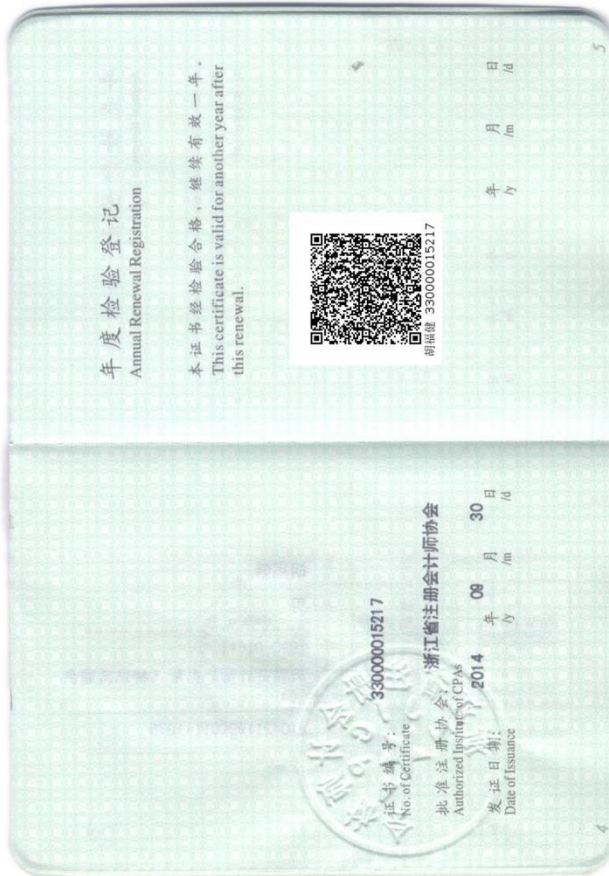 证书编号:
No. of Certificate
330000015217
批准注册协会:
Authorized Institute of CPAs
浙江省注册会计师协会
发证日期:
Date of Issuance
2014 年 09 月 30 日
/y /m /d
4
年度检验登记
Annual Renewal Registration
本证书经检验合格,继续有效一年。
This certificate is valid for another year after
this renewal.
胡福健 330000015217
年 月 日
/y /m /d
5